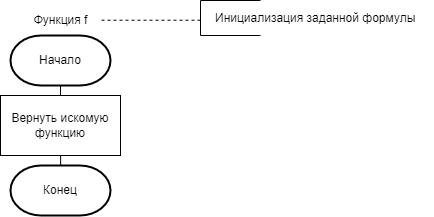 Функция f
Инициализация заданной формулы
Начало
Вернуть искомую
функцию
Конец